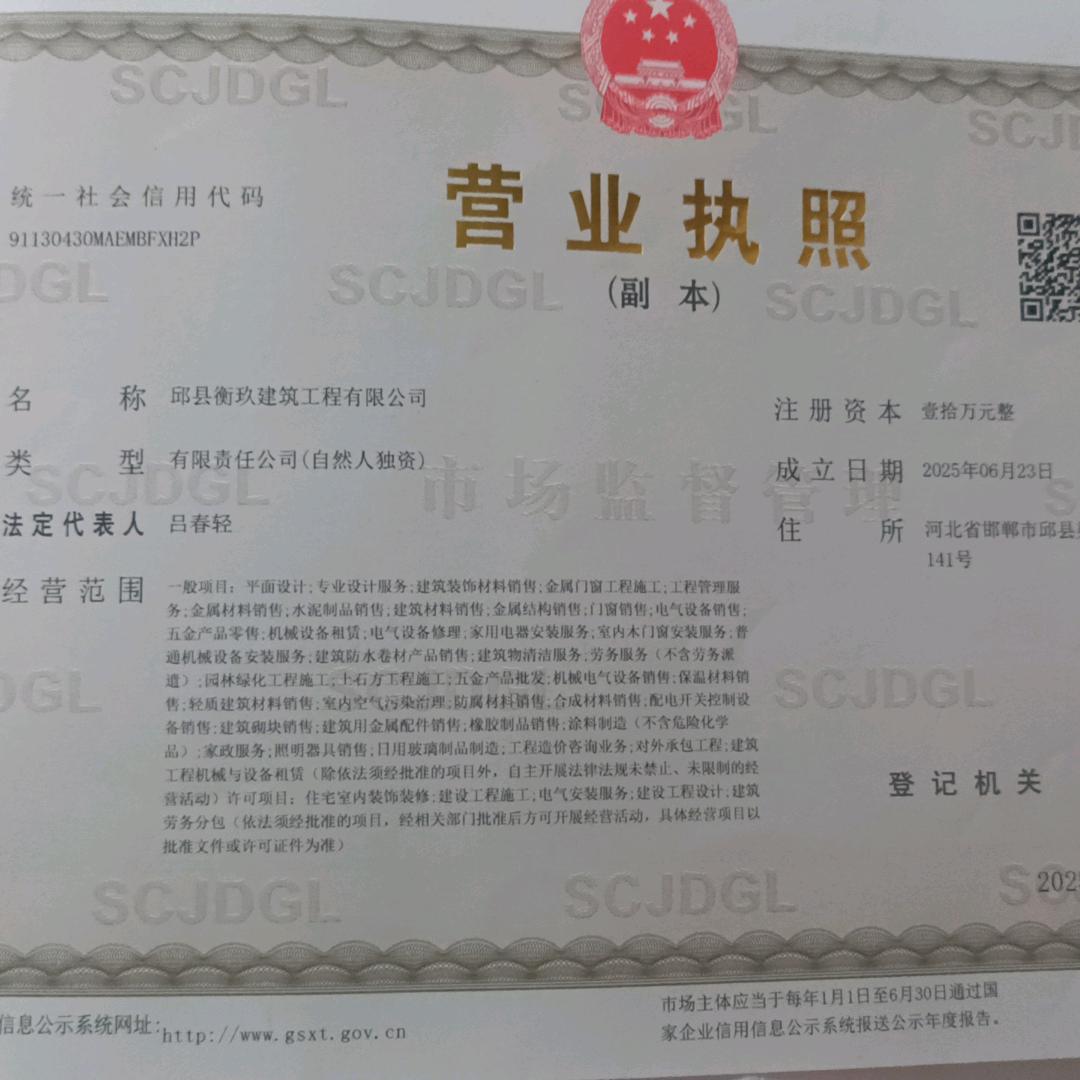 统一社会信用代码
91130430MAEMBFXH2P
营业执照
(副 本)
名 称 邱县衡玖建筑工程有限公司
类 型 有限责任公司(自然人独资)
法定代表人 吕春轻
注册资本 壹拾万元整
成立日期 2025年06月23日
住 所 河北省邯郸市邱县
141号
经营范围 一般项目：平面设计;专业设计服务;建筑装饰材料销售;金属门窗工程施工;工程管理服
务;金属材料销售;水泥制品销售;建筑材料销售;金属结构销售;门窗销售;电气设备销售;
五金产品零售;机械设备租赁;电气设备修理;家用电器安装服务;室内木门窗安装服务;普
通机械设备安装服务;建筑防水卷材产品销售;建筑物清洁服务;劳务服务（不含劳务派
遣）;园林绿化工程施工;土石方工程施工;五金产品批发;机械电气设备销售;保温材料销
售;轻质建筑材料销售;室内空气污染治理;防腐材料销售;合成材料销售;配电开关控制设
备销售;建筑砌块销售;建筑用金属配件销售;橡胶制品销售;涂料制造（不含危险化学
品）;家政服务;照明器具销售;日用玻璃制品制造;工程造价咨询业务;对外承包工程;建筑
工程机械与设备租赁（除依法须经批准的项目外，自主开展法律法规未禁止、未限制的经
营活动）许可项目：住宅室内装饰装修;建设工程施工;电气安装服务;建设工程设计;建筑
劳务分包（依法须经批准的项目，经相关部门批准后方可开展经营活动，具体经营项目以
批准文件或许可证件为准）
登记机关
202
信息公示系统网址:http://www.gsxt.gov.cn
市场主体应当于每年1月1日至6月30日通过国
家企业信用信息公示系统报送公示年度报告。
SCJDGL
市场监督管理